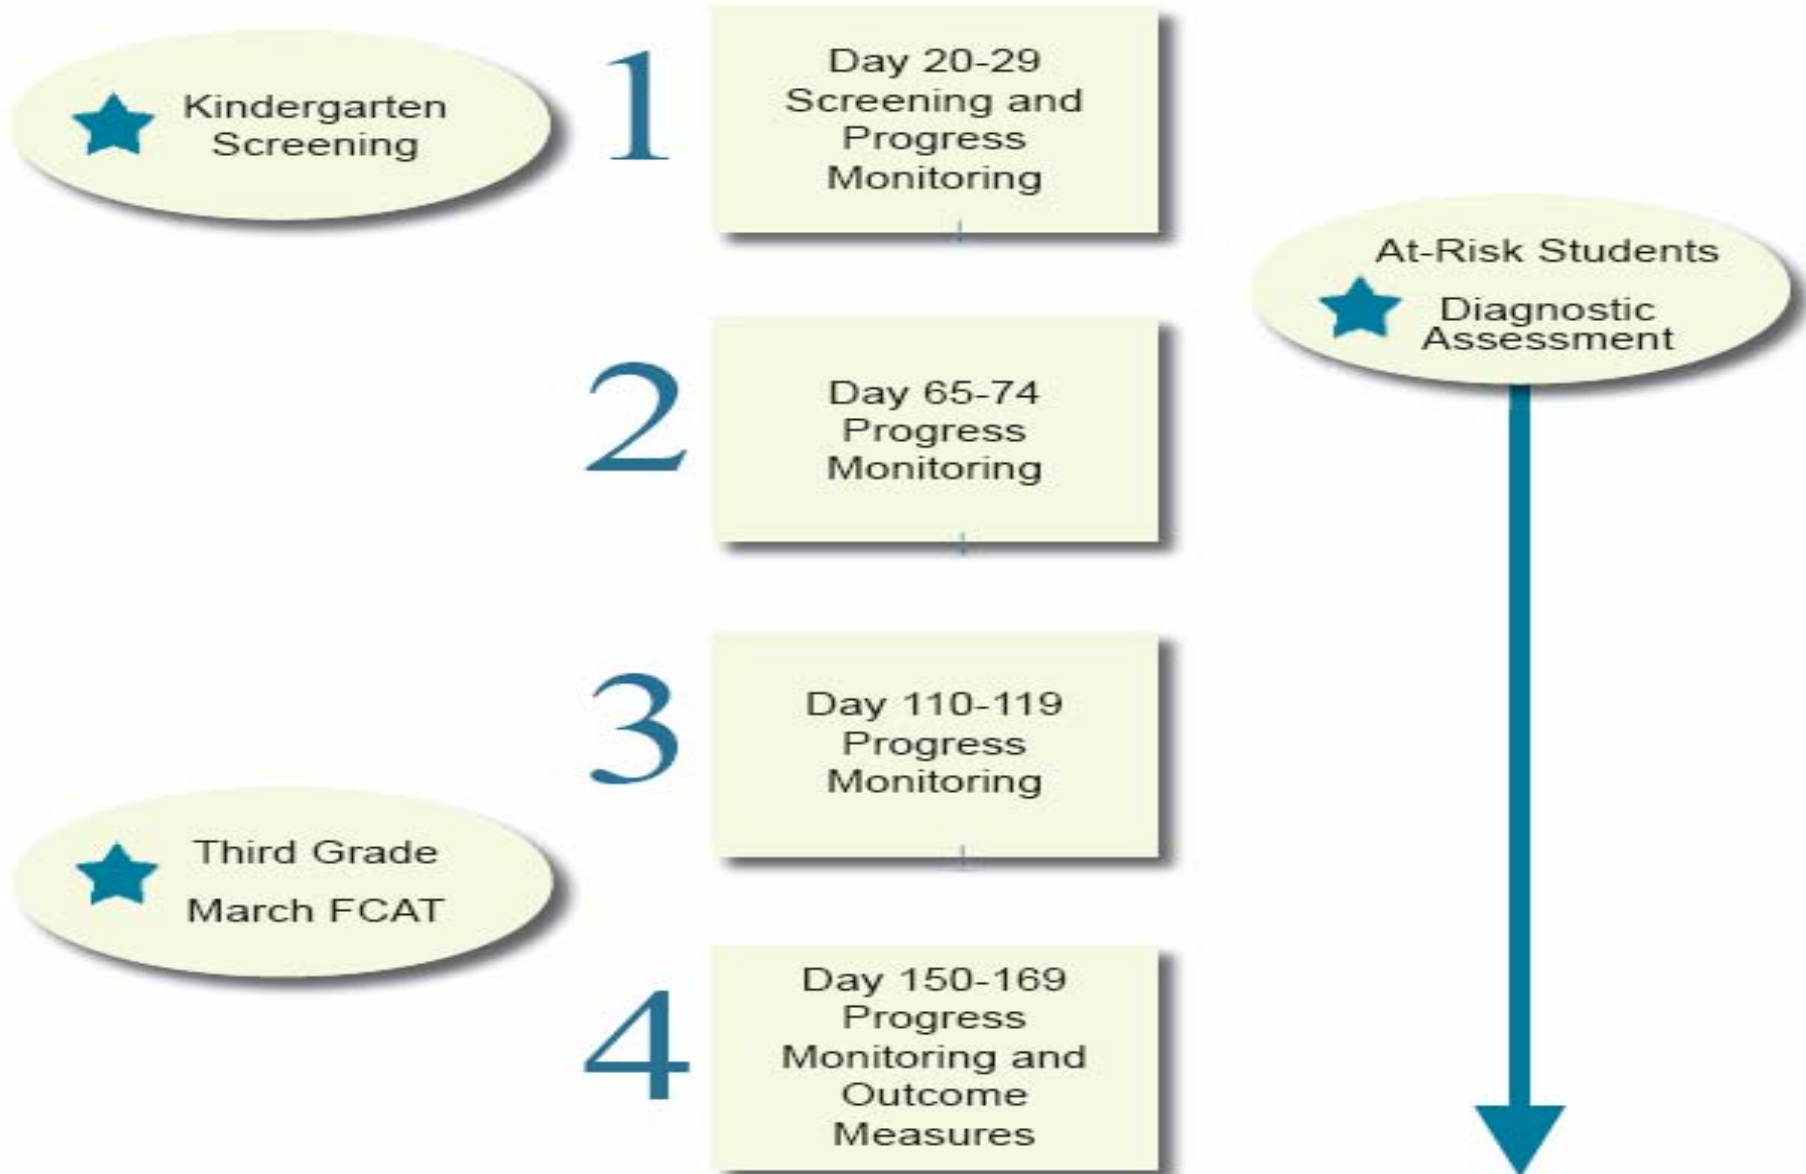 Kindergarten
Screening
1
Day 20-29
Screening and
Progress
Monitoring
At-Risk Students
Diagnostic
Assessment
2
Day 65-74
Progress
Monitoring
3
Day 110-119
Progress
Monitoring
Third Grade
March FCAT
4
Day 150-169
Progress
Monitoring and
Outcome
Measures